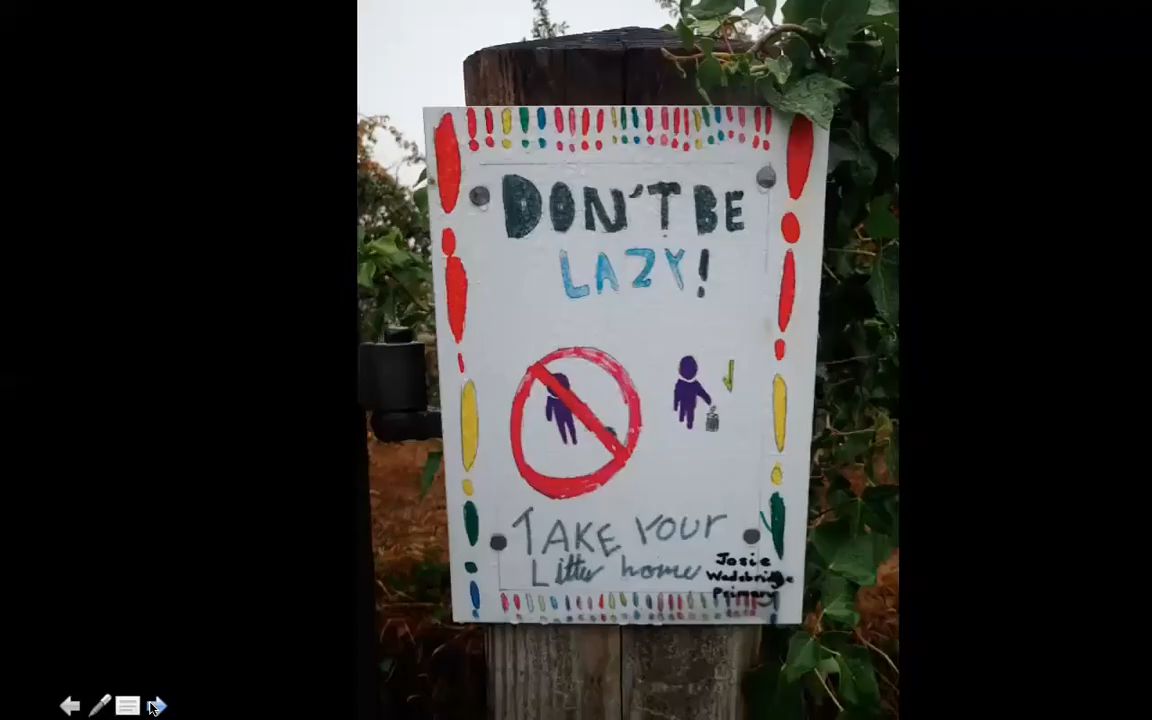 DON'T BE
LAZY!
TAKE YOUR
Litter home
Josie
Wadebridge
Primary